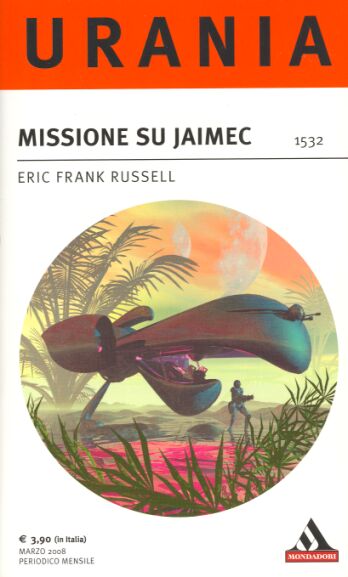 URANIA
MISSIONE SU JAIMEC 1532
ERIC FRANK RUSSELL
€ 3,90 (in Italia)
MARZO 2008
PERIODICO MENSILE
MONDADORI